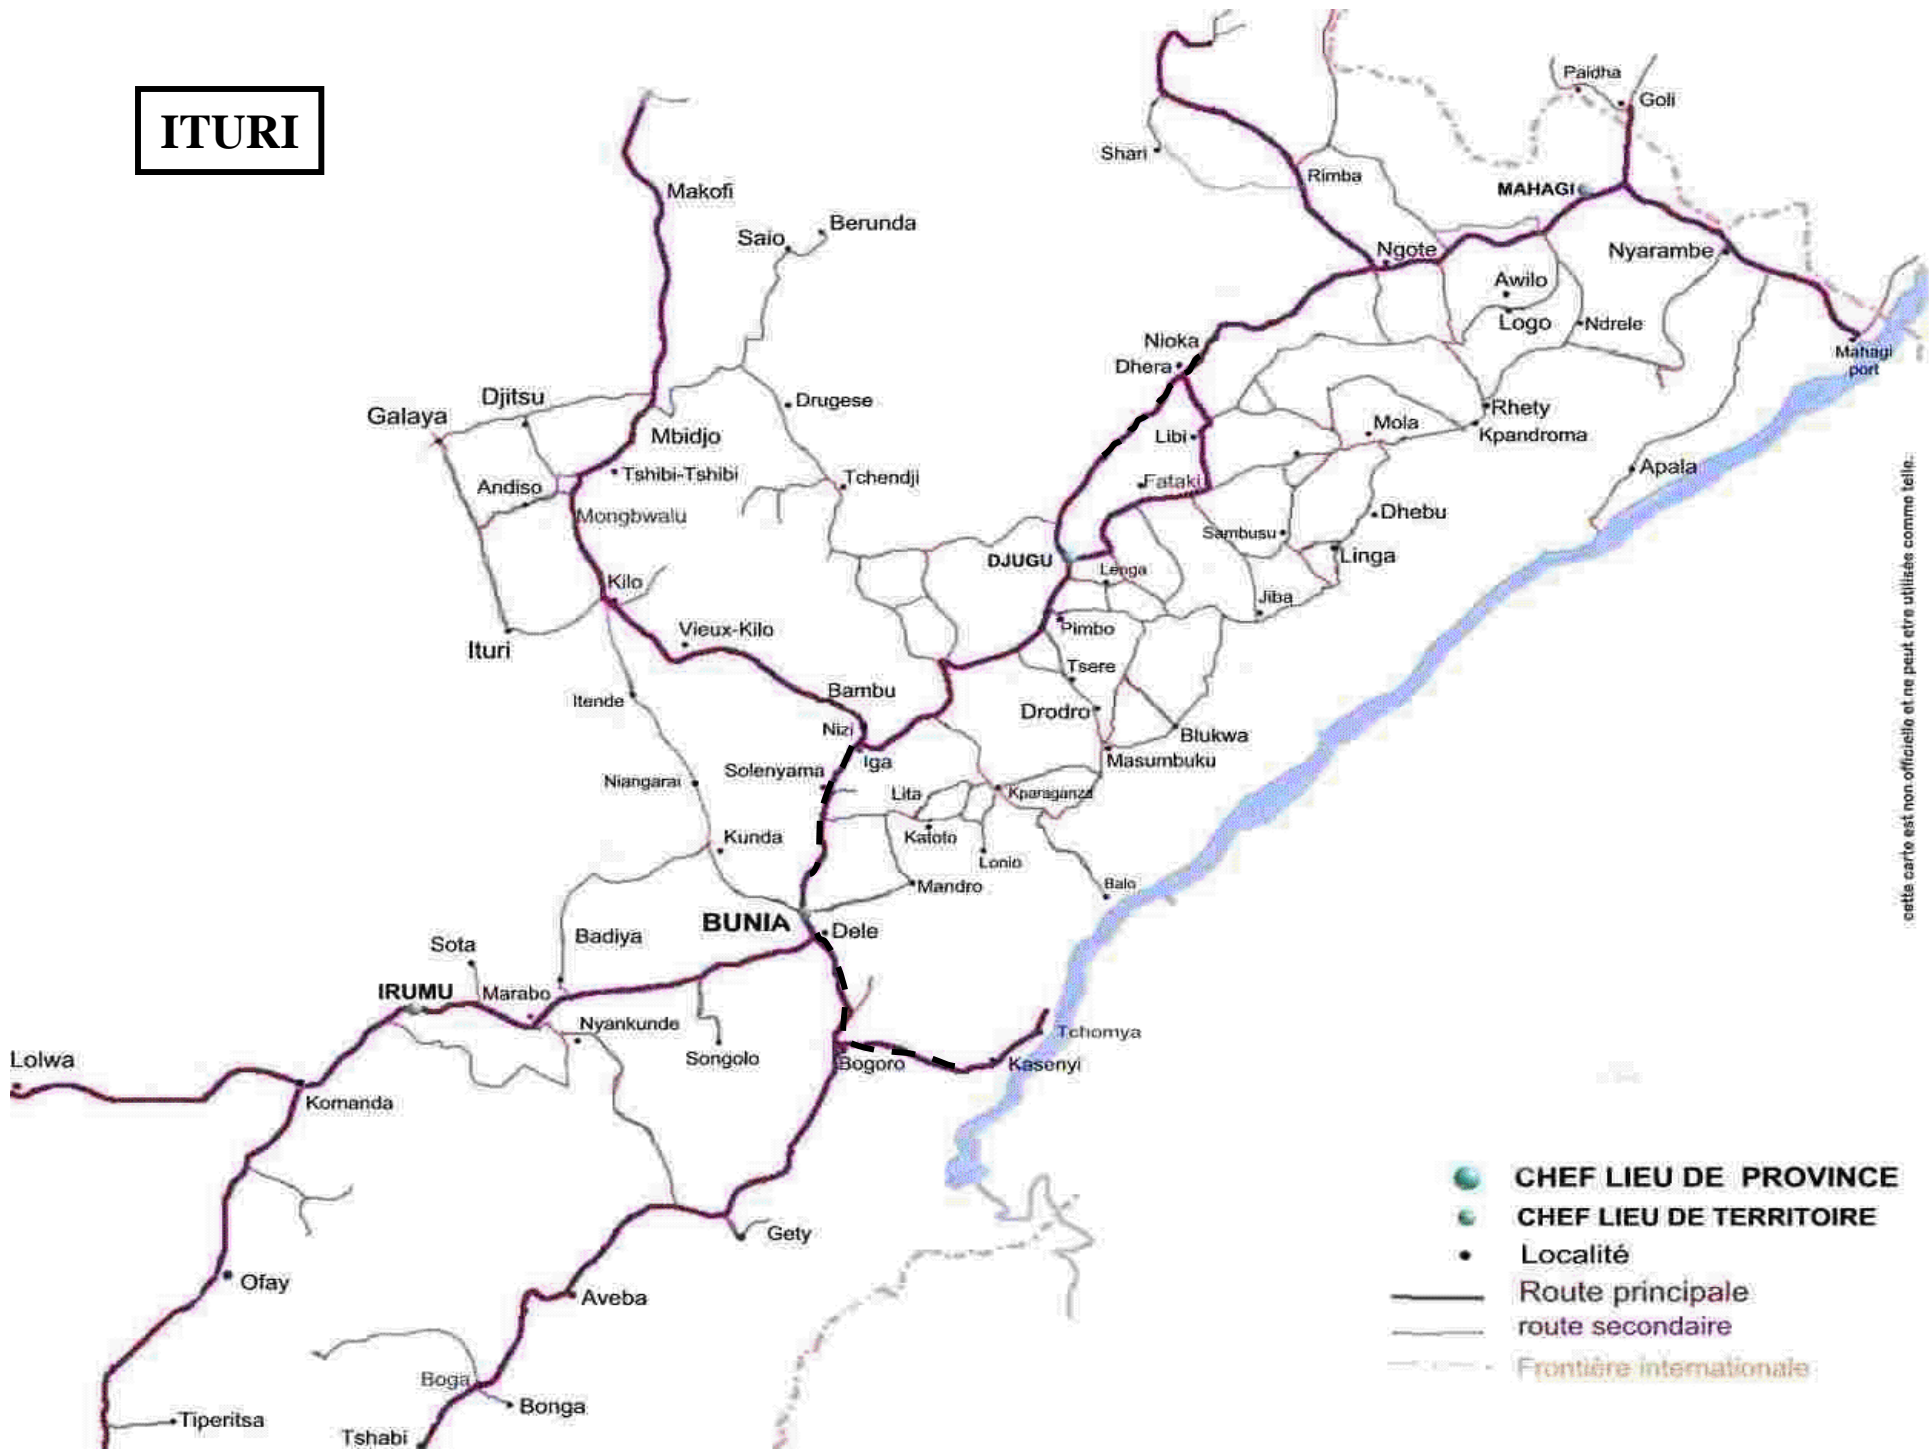 ITURI
Paidha
Goli
Shari
Rimba
MAHAGI
Makofi
Berunda
Saio
Ngote
Nyarambe
Awilo
Logo
Ndrele
Nioka
Dhera
Mahagi
port
Djitsu
Galaya
Drugese
Rhety
Mola
Kpandroma
Mbidjo
Libi
Tshibi-Tshibi
Apala
Tchendji
Andiso
Fataki
Mongbwalu
Dhebu
Sambusu
Linga
DJUGU
Lenga
Kilo
Jiba
Vieux-Kilo
Pimbo
Ituri
Tsere
Bambu
Itende
Drodro
Nizi
Blukwa
Iga
Masumbuku
Solenyama
Niangarai
Lita
Kparaganza
Kunda
Katoto
Lonio
Mandro
Balo
BUNIA
Dele
Badiya
Sota
IRUMU
Marabo
Nyankunde
Tchomya
Songolo
Bogoro
Kasenyi
Lolwa
Komanda
Gety
Ofay
Aveba
Boga
Bonga
Tiperitsa
Tshabi
CHEF LIEU DE PROVINCE
CHEF LIEU DE TERRITOIRE
Localité
Route principale
route secondaire
Frontière internationale
cette carte est non officielle et ne peut etre utilisée comme telle.